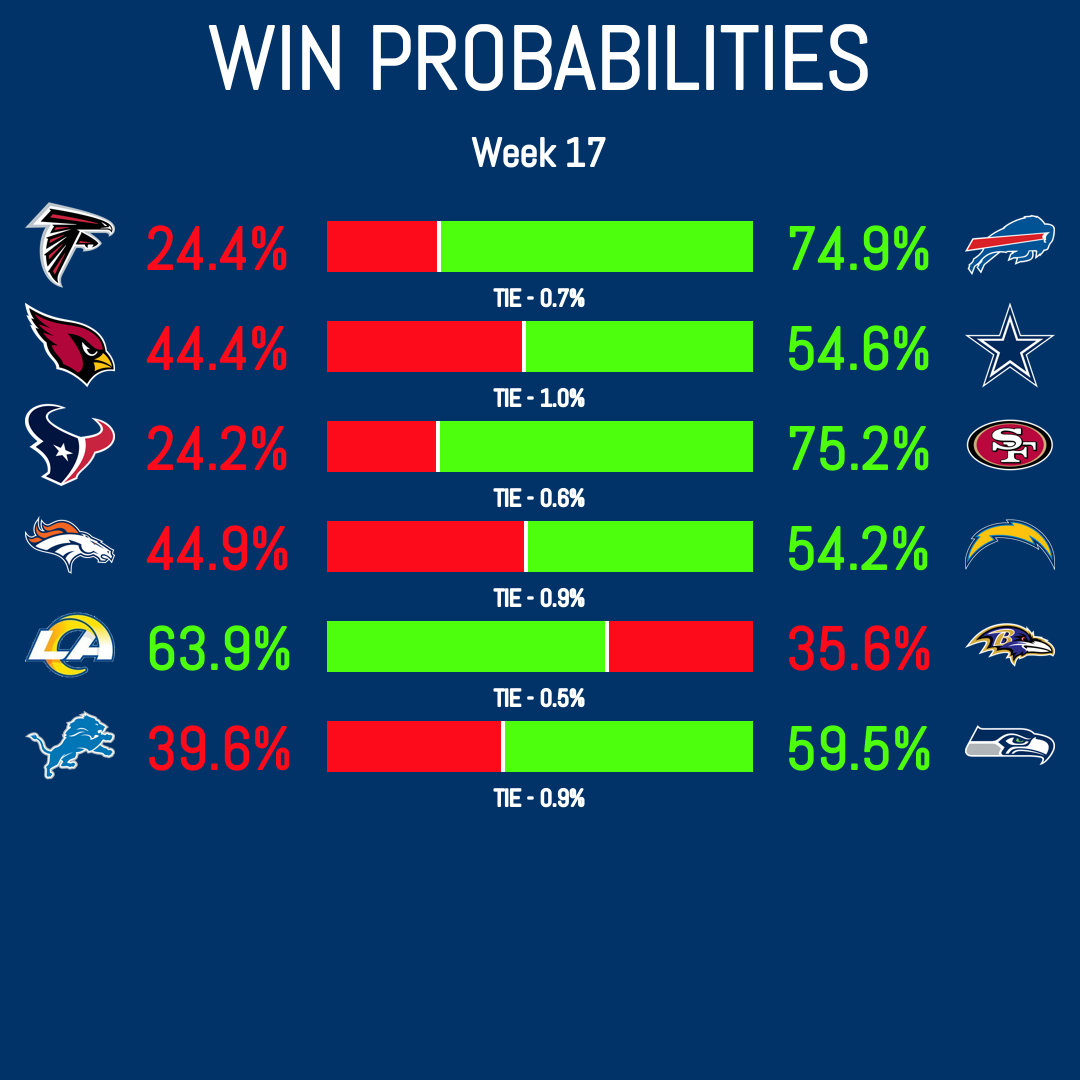 WIN PROBABILITIES
Week 17
24.4% 74.9%
TIE - 0.7%
44.4% 54.6%
TIE - 1.0%
24.2% 75.2%
SF
TIE - 0.6%
44.9% 54.2%
TIE - 0.9%
LA 63.9% 35.6% B
TIE - 0.5%
39.6% 59.5%
TIE - 0.9%